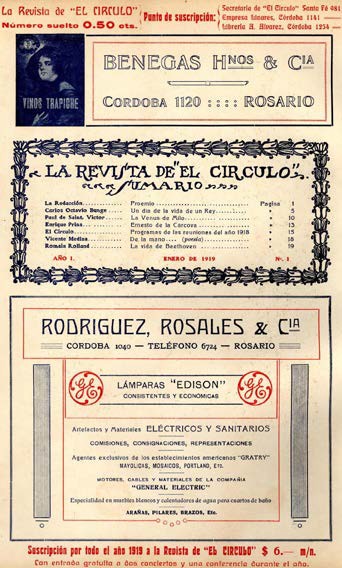 La Revista de "EL CIRCULO"
Número suelto 0.50 cts.
Punto de suscripción:
Secretaría de "El Círculo" Santa Fé 981
Empresa Linares, Córdoba 1141 —
Librería A. Alvarez, Córdoba 1254 —
VINOS TRAPICHE
BENEGAS Hnos & Cia
CORDOBA 1120 :::: ROSARIO
LA REVISTA DE "EL CIRCULO"
SUMARIO
La Redacción. Proemio Pagina 1
Carlos Octavio Bunge Un día de la vida de un Rey » 5
Paul de Saint Victor La Venus de Milo » 10
Enrique Prins Ernesto de la Carcova » 13
El Círculo Programas de las reuniones del año 1918 » 15
Vicente Medina De la mano... (poesía) » 18
Romain Rolland La vida de Beethoven » 19
AÑO I. ENERO DE 1919 Nº. 1
RODRIGUEZ, ROSALES & Cia
CORDOBA 1040 — TELÉFONO 6724 — ROSARIO
GE
LÁMPARAS "EDISON"
CONSISTENTES Y ECONÓMICAS
GE
Artefactos y Materiales ELÉCTRICOS Y SANITARIOS
COMISIONES, CONSIGNACIONES, REPRESENTACIONES
Agentes exclusivos de los establecimientos americanos "GRATRY"
MAYOLICAS, MOSAICOS, PORTLAND, ETC.
MOTORES, CABLES Y MATERIALES DE LA COMPAÑIA
"GENERAL ELECTRIC"
Especialidad en muebles blancos y calentadores de agua para cuartos de baño
ARAÑAS, PILARES, BRAZOS, Etc.
Suscripción por todo el año 1919 a la Revista de "EL CIRCULO" $ 6.— m/n.
Con entrada gratuita a dos conciertos y una conferencia durante el año.